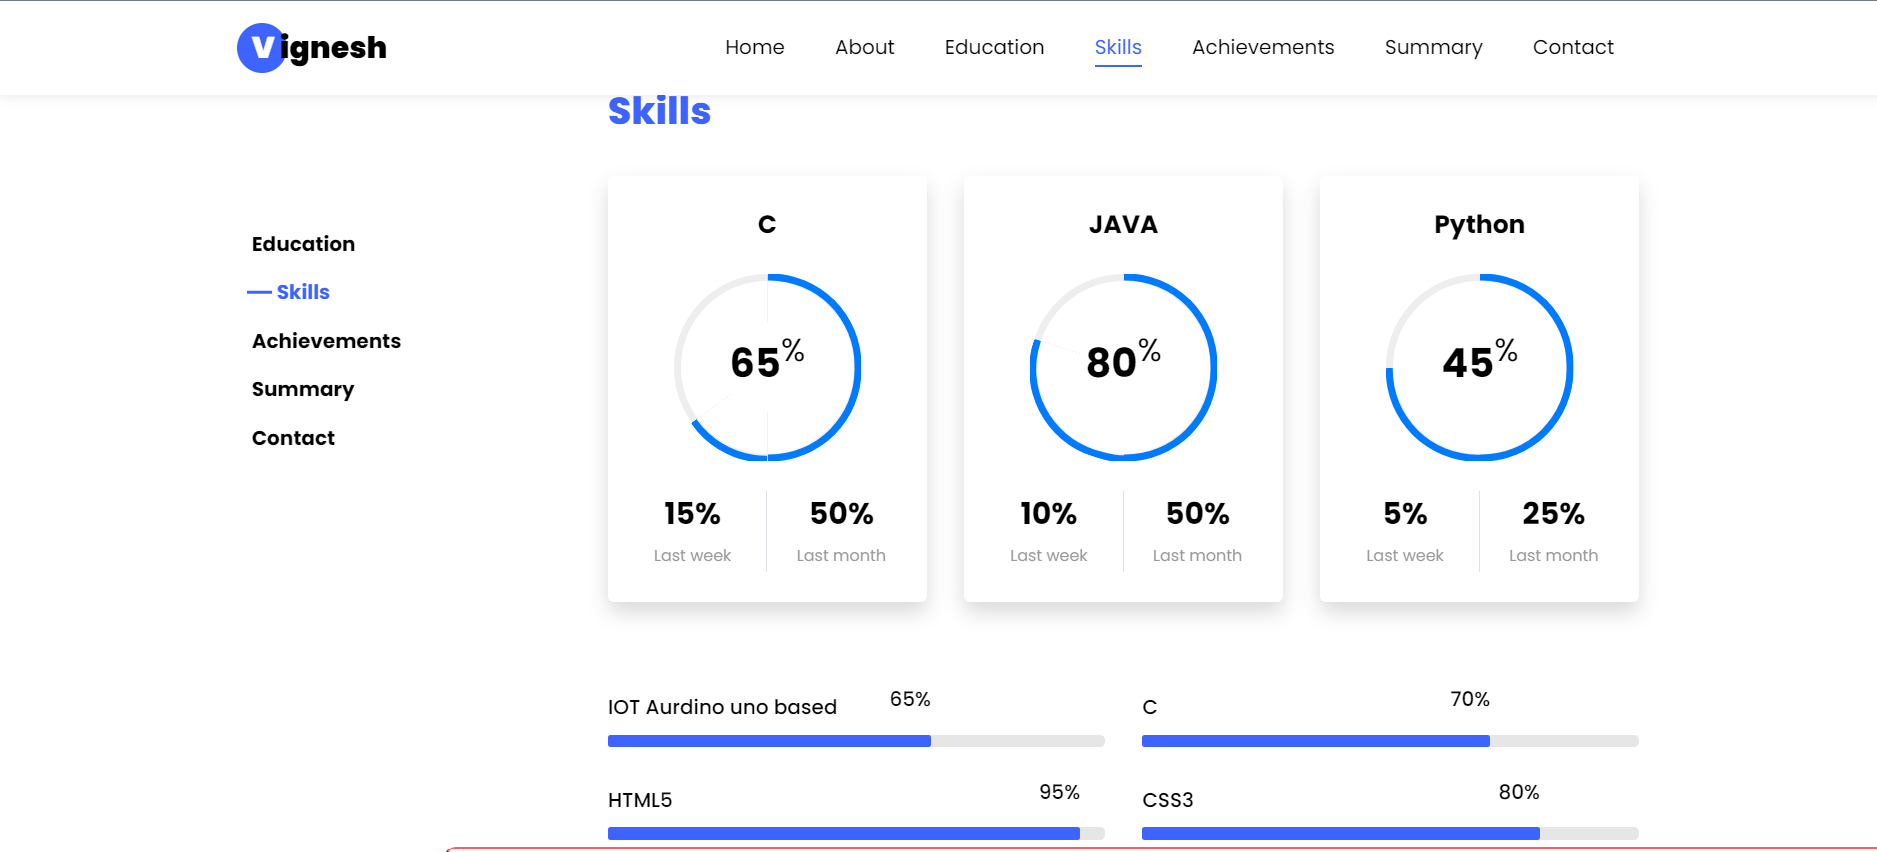 Vignesh
Home About Education Skills Achievements Summary Contact
Skills
Education
Skills
Achievements
Summary
Contact
C
65%
15% 50%
Last week Last month
JAVA
80%
10% 50%
Last week Last month
Python
45%
5% 25%
Last week Last month
IOT Aurdino uno based 65%
C 70%
HTML5 95%
CSS3 80%